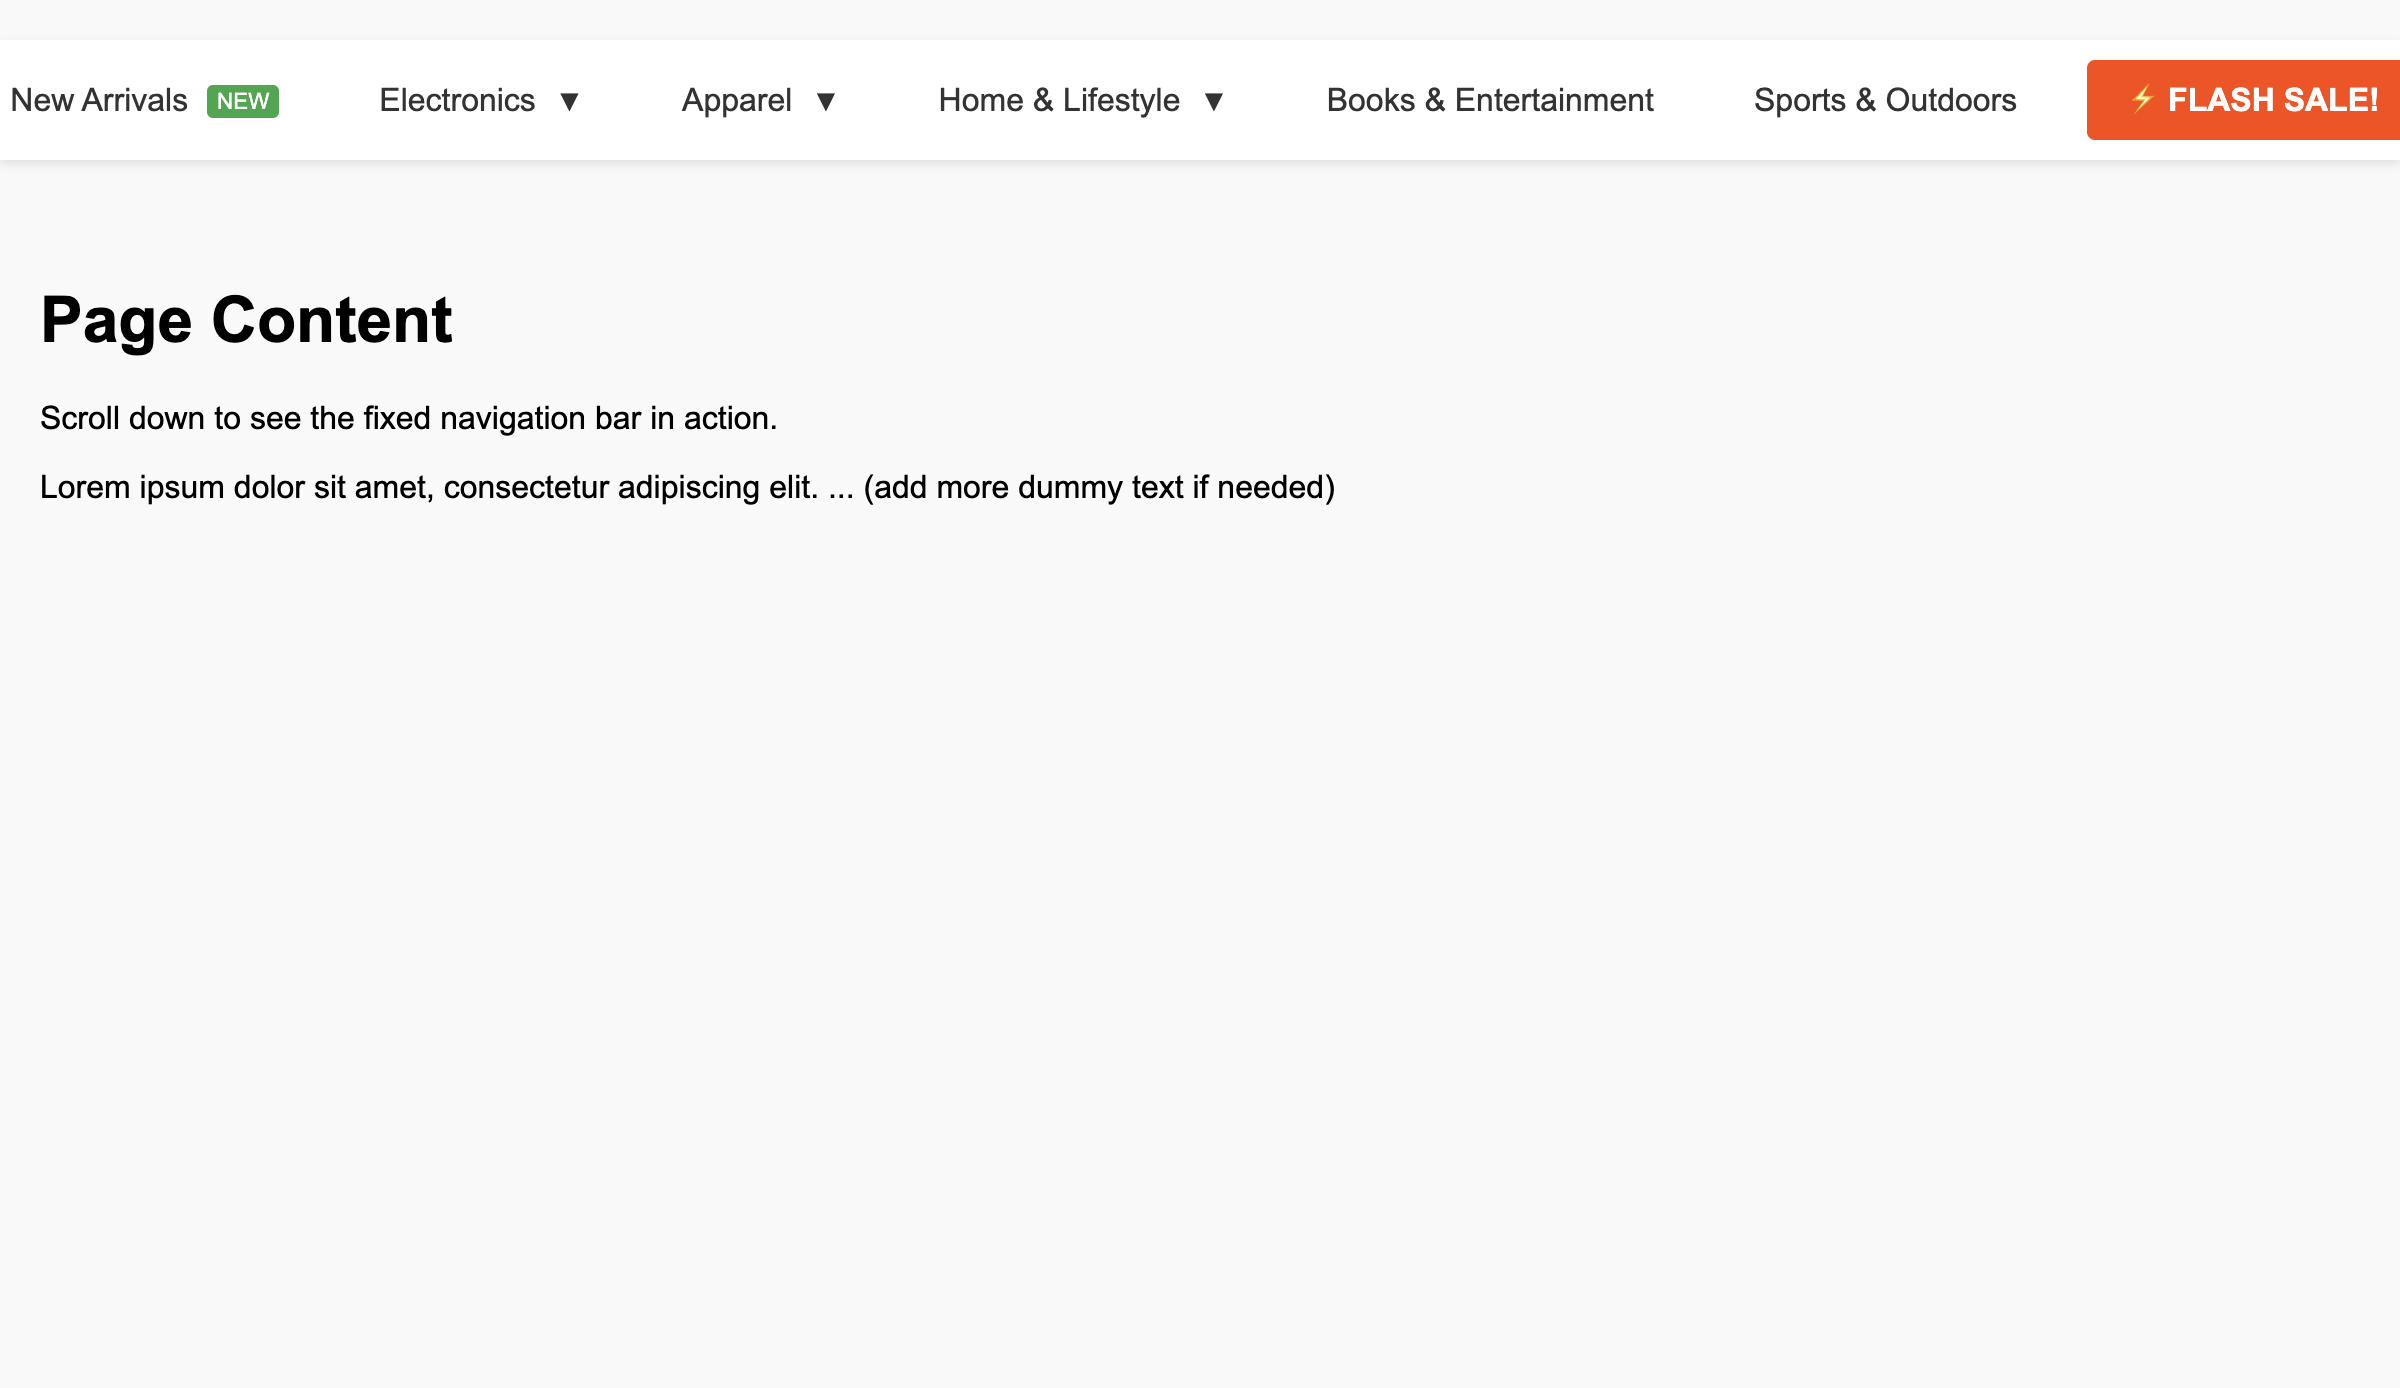 New Arrivals NEW Electronics ▼ Apparel ▼ Home & Lifestyle ▼ Books & Entertainment Sports & Outdoors ⚡ FLASH SALE!
Page Content
Scroll down to see the fixed navigation bar in action.
Lorem ipsum dolor sit amet, consectetur adipiscing elit. ... (add more dummy text if needed)